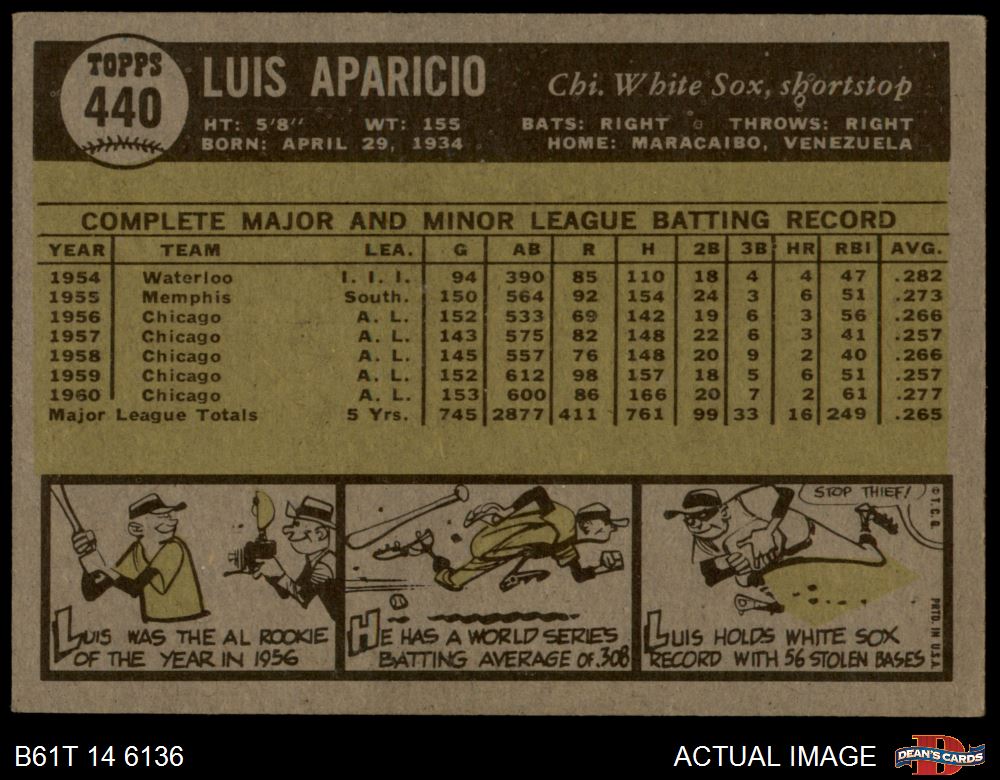 TOPPS
440
LUIS APARICIO
Chi. White Sox, shortstop
HT: 5'8" WT: 155 BATS: RIGHT THROWS: RIGHT
BORN: APRIL 29, 1934 HOME: MARACAIBO, VENEZUELA
COMPLETE MAJOR AND MINOR LEAGUE BATTING RECORD
YEAR TEAM LEA. G AB R H 2B 3B HR RBI AVG.
1954 Waterloo I. I. I. 94 390 85 110 18 4 4 47 .282
1955 Memphis South. 150 564 92 154 24 3 6 51 .273
1956 Chicago A. L. 152 533 69 142 19 6 3 56 .266
1957 Chicago A. L. 143 575 82 148 22 6 3 41 .257
1958 Chicago A. L. 145 557 76 148 20 9 2 40 .266
1959 Chicago A. L. 152 612 98 157 18 5 6 51 .257
1960 Chicago A. L. 153 600 86 166 20 7 2 61 .277
Major League Totals 5 Yrs. 745 2877 411 761 99 33 16 249 .265
LUIS WAS THE AL ROOKIE
OF THE YEAR IN 1956
HE HAS A WORLD SERIES
BATTING AVERAGE OF .308
STOP THIEF!
LUIS HOLDS WHITE SOX
RECORD WITH 56 STOLEN BASES
© T. C. G.
PRTD. IN U.S.A.
B61T 14 6136
ACTUAL IMAGE
D
DEAN'S CARDS